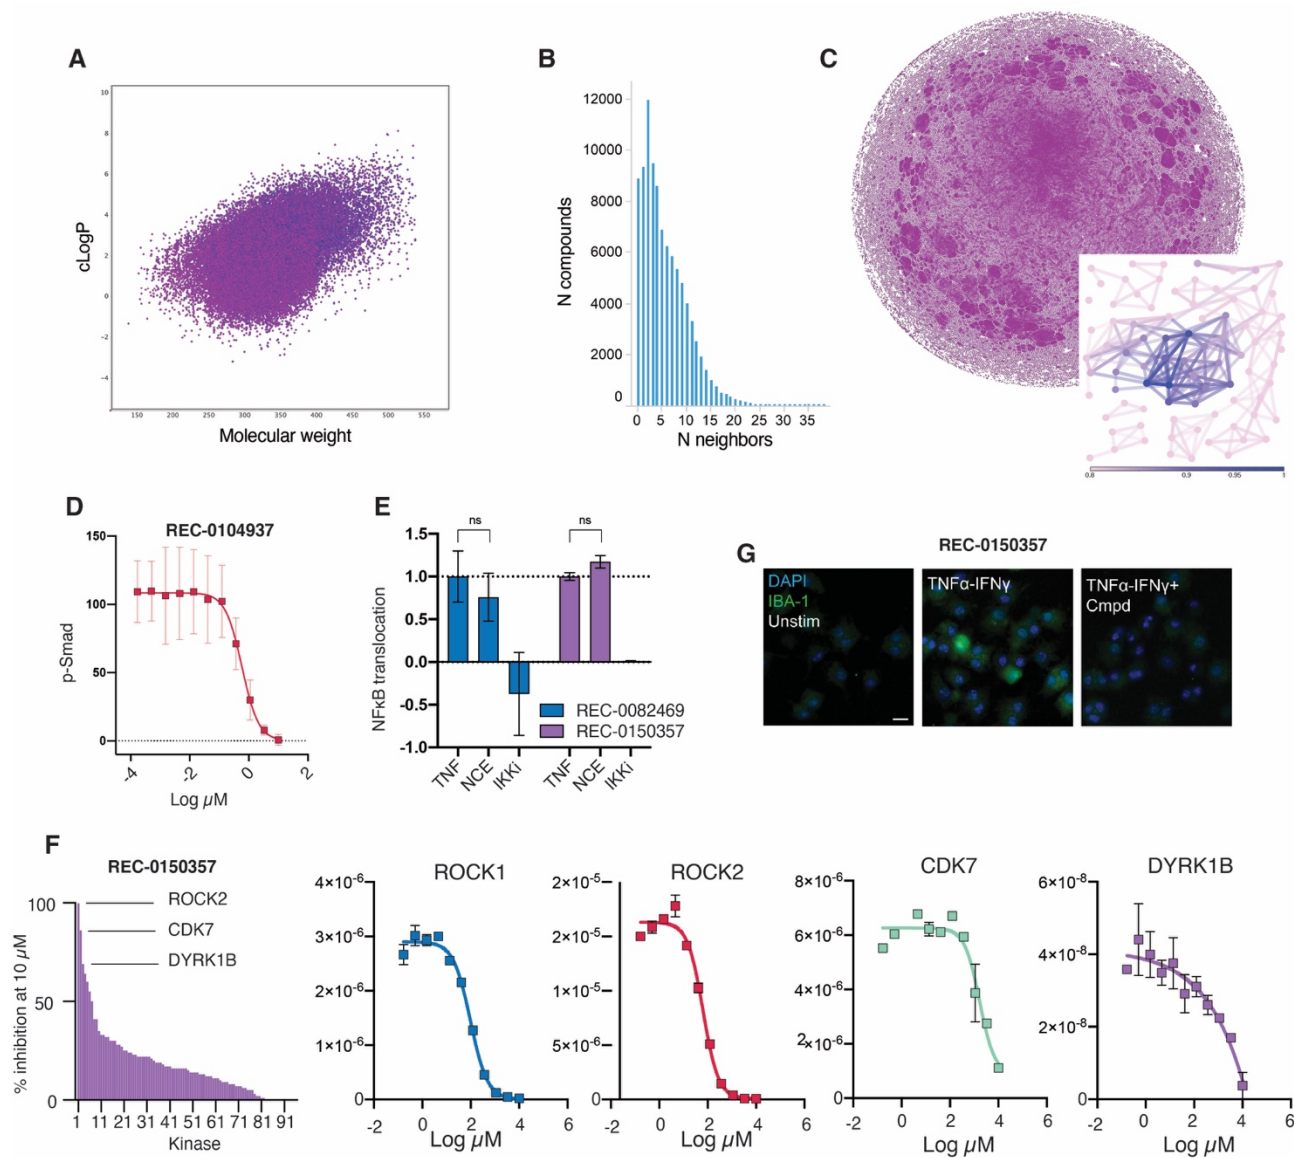 A
10
8
6
4
2
0
−2
−4
cLogP
150 200 250 300 350 400 450 500 550
Molecular weight
B
12000
10000
8000
6000
4000
2000
0
N compounds
0 5 10 15 20 25 30 35
N neighbors
C
0.8 0.9 0.95 1
D
REC-0104937
150
100
50
0
p-Smad
-4 -2 0 2
Log µM
E
ns ns
1.5
1.0
0.5
0.0
-0.5
-1.0
NFκB translocation
REC-0082469
REC-0150357
TNF NCE IKKi TNF NCE IKKi
G
REC-0150357
DAPI
IBA-1
Unstim
TNFα-IFNγ
TNFα-IFNγ+
Cmpd
F
REC-0150357
100
50
0
% inhibition at 10 µM
ROCK2
CDK7
DYRK1B
1 11 21 31 41 51 61 71 81 91
Kinase
ROCK1
4×10⁻⁶
3×10⁻⁶
2×10⁻⁶
1×10⁻⁶
0
-2 0 2 4 6
Log µM
ROCK2
2×10⁻⁵
2×10⁻⁵
1×10⁻⁵
5×10⁻⁶
0
-2 0 2 4 6
Log µM
CDK7
8×10⁻⁶
6×10⁻⁶
4×10⁻⁶
2×10⁻⁶
0
-2 0 2 4 6
Log µM
DYRK1B
6×10⁻⁸
4×10⁻⁸
2×10⁻⁸
0
-2 0 2 4 6
Log µM